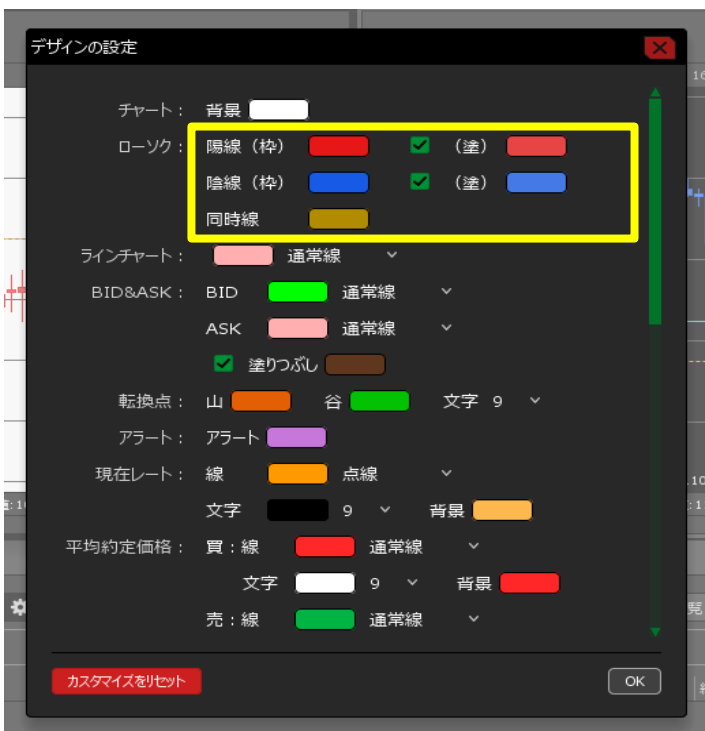 デザインの設定
16
チャート： 背景
ローソク： 陽線（枠） （塗）
陰線（枠） （塗）
同時線
ラインチャート： 通常線
BID&ASK： BID 通常線
ASK 通常線
塗りつぶし
転換点： 山 谷 文字 9
アラート： アラート
現在レート： 線 点線
文字 9 背景
平均約定価格： 買：線 通常線
文字 9 背景
売：線 通常線
カスタマイズをリセット OK